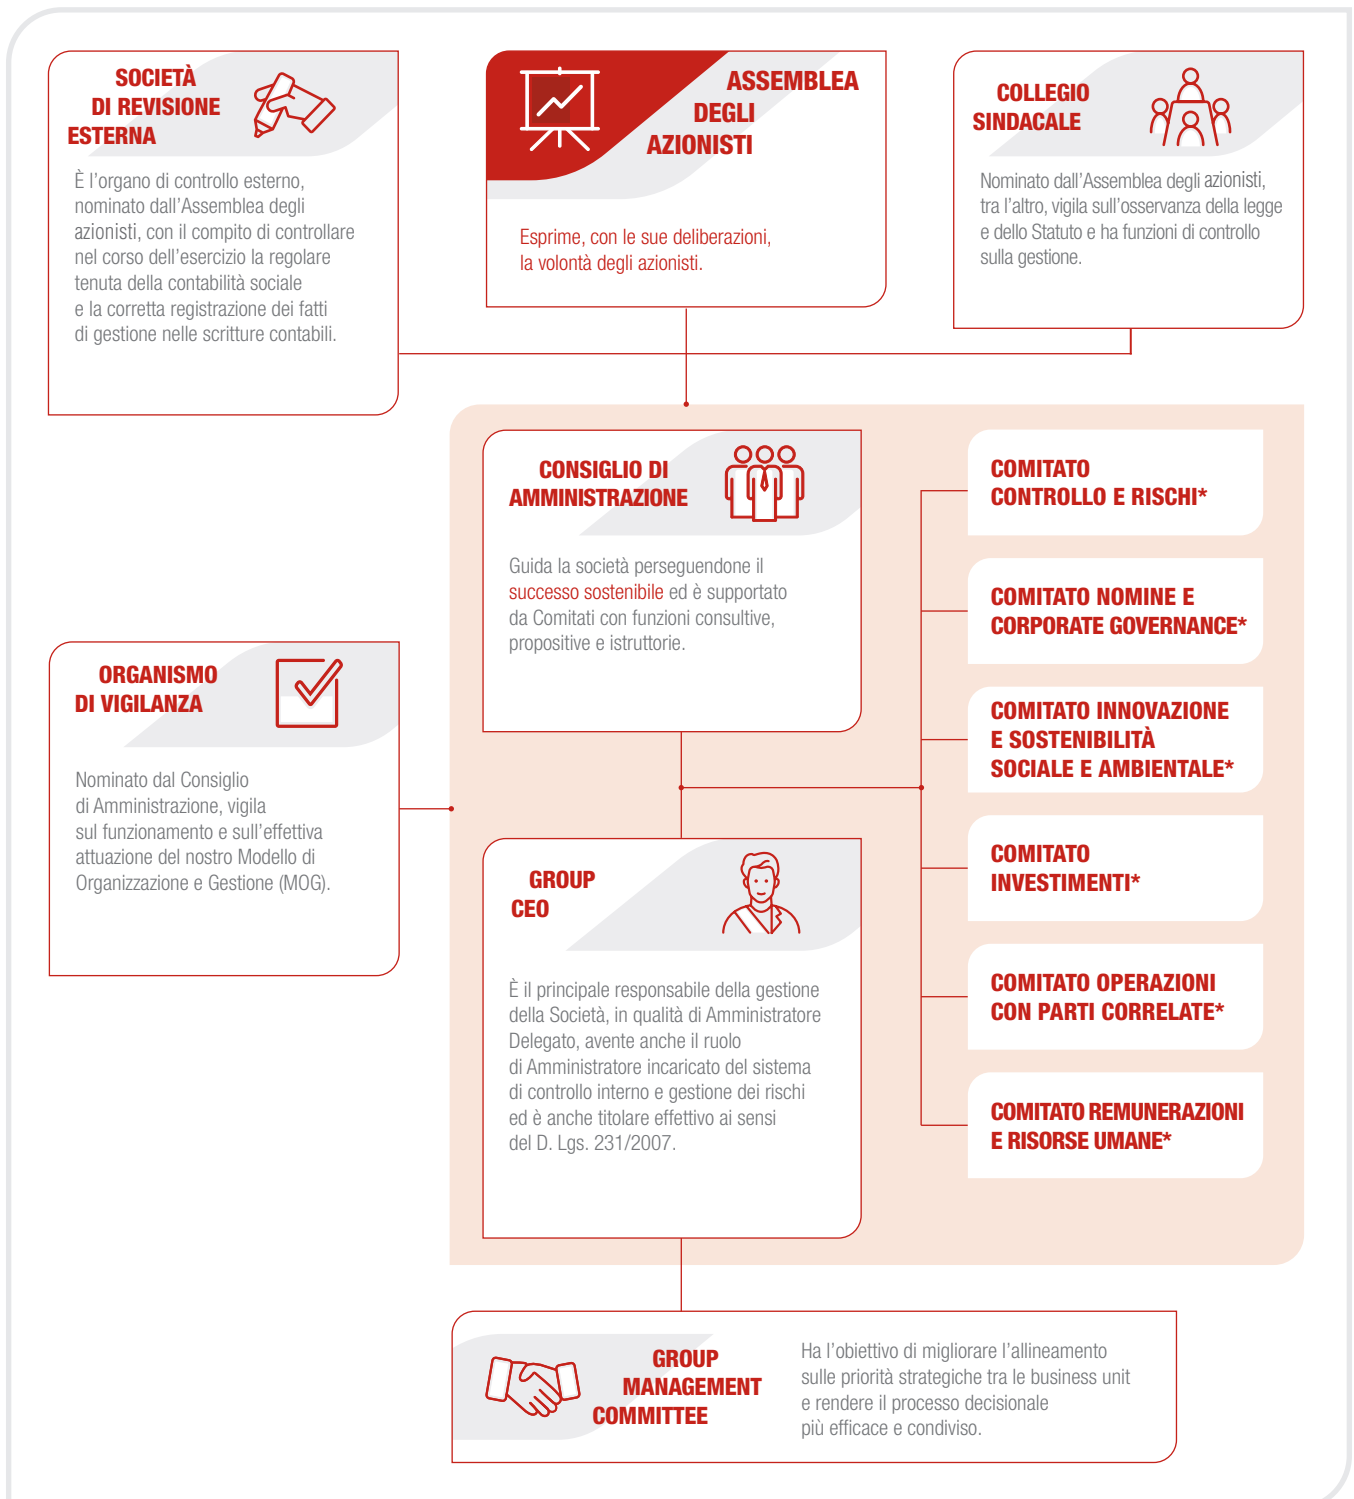 SOCIETÀ
DI REVISIONE
ESTERNA
È l'organo di controllo esterno,
nominato dall'Assemblea degli
azionisti, con il compito di controllare
nel corso dell'esercizio la regolare
tenuta della contabilità sociale
e la corretta registrazione dei fatti
di gestione nelle scritture contabili.
ASSEMBLEA
DEGLI
AZIONISTI
Esprime, con le sue deliberazioni,
la volontà degli azionisti.
COLLEGIO
SINDACALE
Nominato dall'Assemblea degli azionisti,
tra l'altro, vigila sull'osservanza della legge
e dello Statuto e ha funzioni di controllo
sulla gestione.
CONSIGLIO DI
AMMINISTRAZIONE
Guida la società perseguendone il
successo sostenibile ed è supportato
da Comitati con funzioni consultive,
propositive e istruttorie.
ORGANISMO
DI VIGILANZA
Nominato dal Consiglio
di Amministrazione, vigila
sul funzionamento e sull'effettiva
attuazione del nostro Modello di
Organizzazione e Gestione (MOG).
GROUP
CEO
È il principale responsabile della gestione
della Società, in qualità di Amministratore
Delegato, avente anche il ruolo
di Amministratore incaricato del sistema
di controllo interno e gestione dei rischi
ed è anche titolare effettivo ai sensi
del D. Lgs. 231/2007.
COMITATO
CONTROLLO E RISCHI*
COMITATO NOMINE E
CORPORATE GOVERNANCE*
COMITATO INNOVAZIONE
E SOSTENIBILITÀ
SOCIALE E AMBIENTALE*
COMITATO
INVESTIMENTI*
COMITATO OPERAZIONI
CON PARTI CORRELATE*
COMITATO REMUNERAZIONI
E RISORSE UMANE*
GROUP
MANAGEMENT
COMMITTEE
Ha l'obiettivo di migliorare l'allineamento
sulle priorità strategiche tra le business unit
e rendere il processo decisionale
più efficace e condiviso.